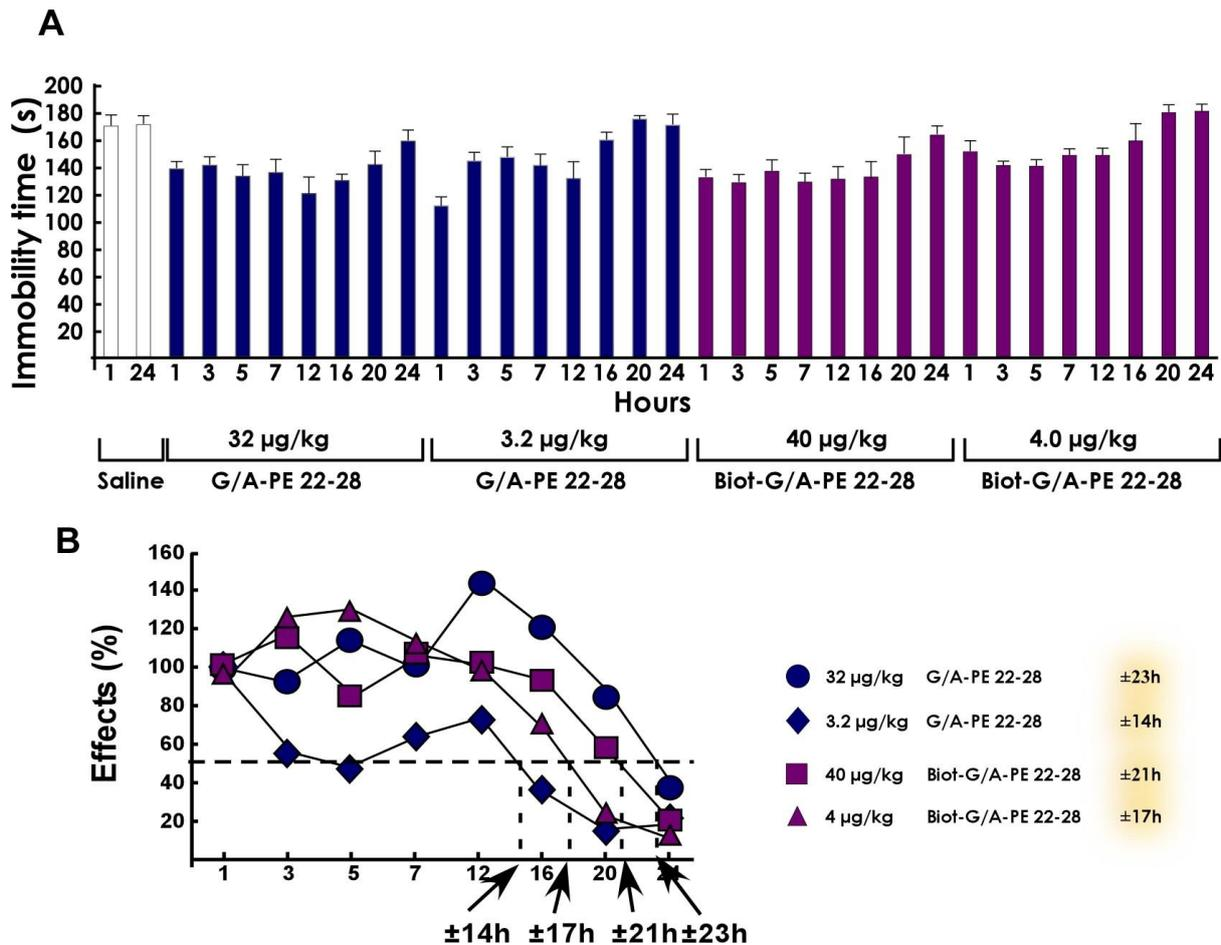 A
Immobility time (s)
200
180
160
140
120
100
80
60
40
20
1 24 1 3 5 7 12 16 20 24 1 3 5 7 12 16 20 24 1 3 5 7 12 16 20 24 1 3 5 7 12 16 20 24
Hours
32 µg/kg 3.2 µg/kg 40 µg/kg 4.0 µg/kg
Saline G/A-PE 22-28 G/A-PE 22-28 Biot-G/A-PE 22-28 Biot-G/A-PE 22-28
B
Effects (%)
160
140
120
100
80
60
40
20
1 3 5 7 12 16 20
±14h ±17h ±21h ±23h
32 µg/kg G/A-PE 22-28 ±23h
3.2 µg/kg G/A-PE 22-28 ±14h
40 µg/kg Biot-G/A-PE 22-28 ±21h
4 µg/kg Biot-G/A-PE 22-28 ±17h